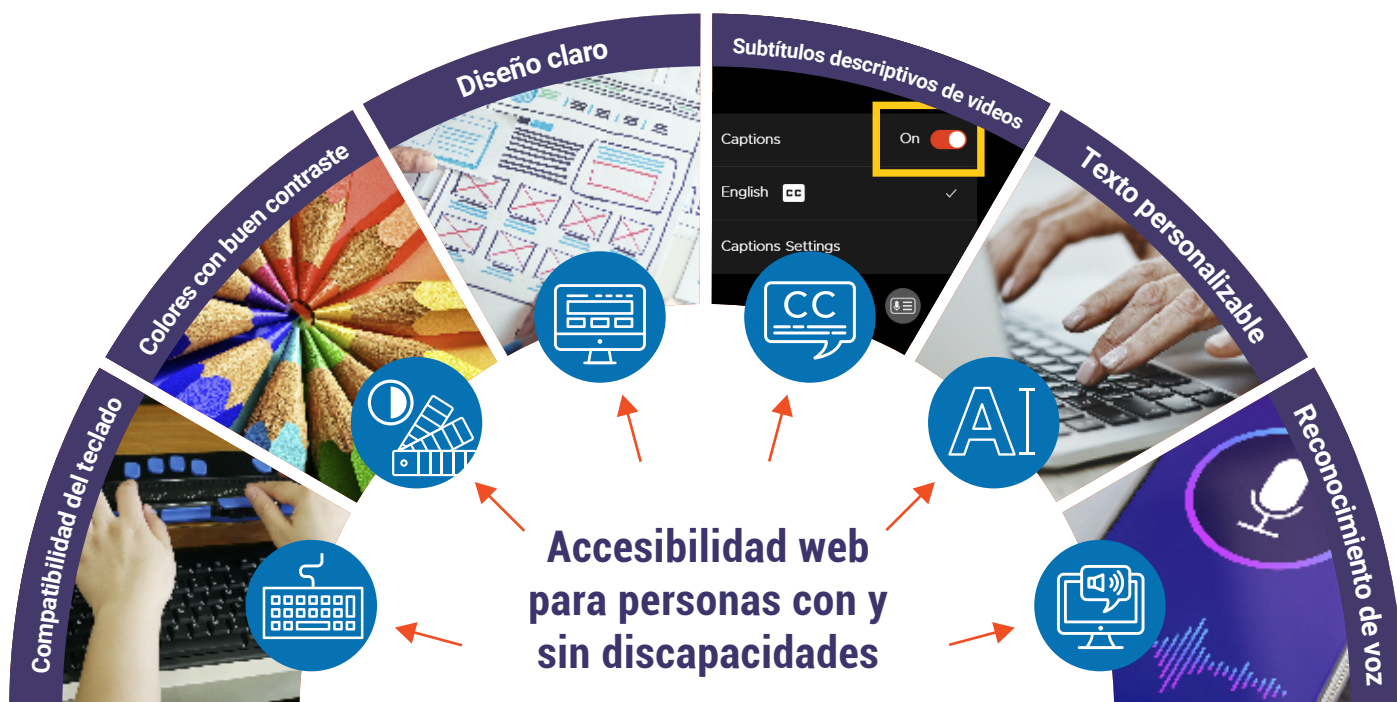 Compatibilidad del teclado
Colores con buen contraste
Diseño claro
Subtítulos descriptivos de videos
Texto personalizable
Reconocimiento de voz
Captions
On
English CC
Captions Settings
CC
A
Accesibilidad web
para personas con y
sin discapacidades